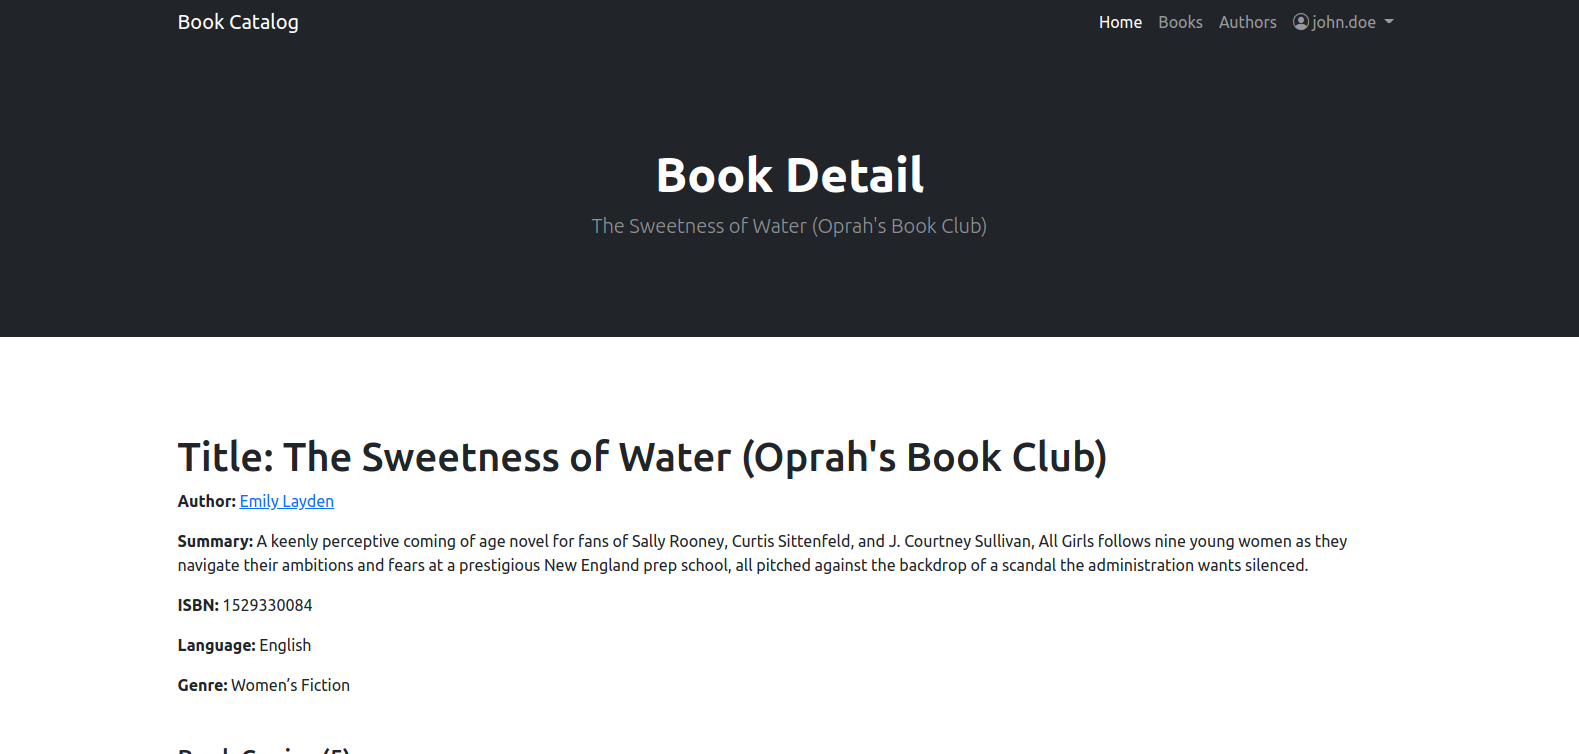 Book Catalog
Home Books Authors john.doe
Book Detail
The Sweetness of Water (Oprah's Book Club)
Title: The Sweetness of Water (Oprah's Book Club)
Author: Emily Layden
Summary: A keenly perceptive coming of age novel for fans of Sally Rooney, Curtis Sittenfeld, and J. Courtney Sullivan, All Girls follows nine young women as they
navigate their ambitions and fears at a prestigious New England prep school, all pitched against the backdrop of a scandal the administration wants silenced.
ISBN: 1529330084
Language: English
Genre: Women’s Fiction
Book Copies (5)